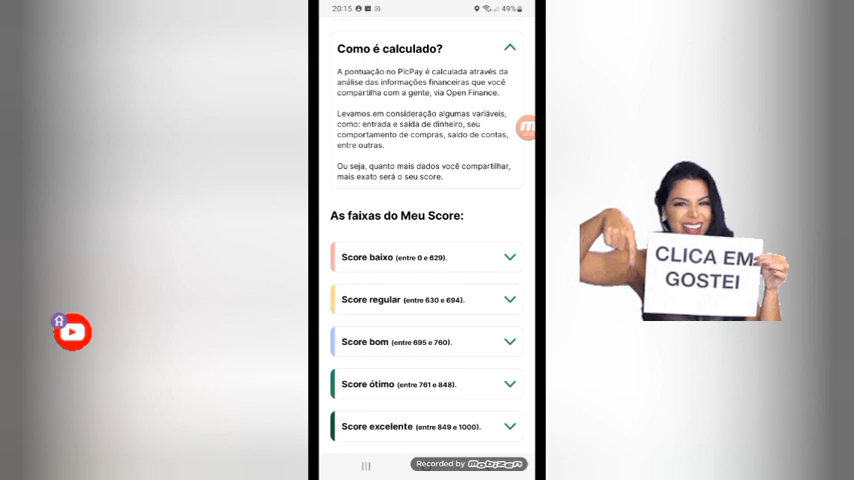 20:15
49%
Como é calculado?
A pontuação no PicPay é calculada através da
análise das informações financeiras que você
compartilha com a gente, via Open Finance.
Levamos em consideração algumas variáveis,
como: entrada e saída de dinheiro, seu
comportamento de compras, saldo de contas,
entre outras.
Ou seja, quanto mais dados você compartilhar,
mais exato será o seu score.
As faixas do Meu Score:
Score baixo (entre 0 e 629).
Score regular (entre 630 e 694).
Score bom (entre 695 e 760).
Score ótimo (entre 761 e 848).
Score excelente (entre 849 e 1000).
Recorded by mobizen
CLICA EM
GOSTEI